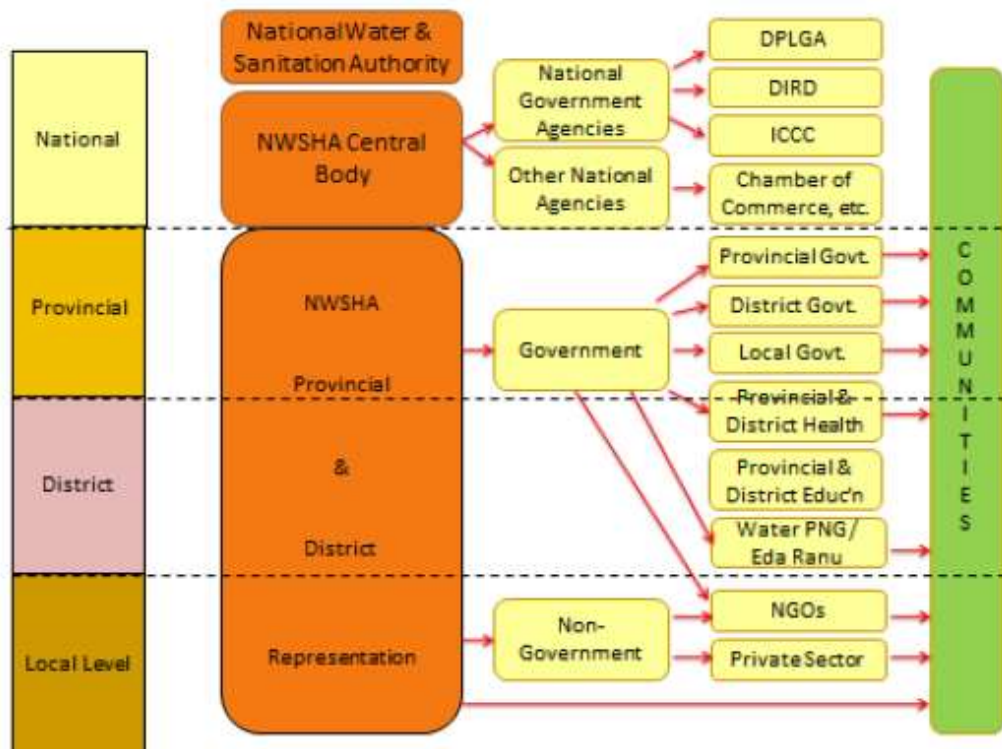 National
Provincial
District
Local Level
National Water &
Sanitation Authority
NWSHA Central
Body
NWSHA
Provincial
&
District
Representation
National
Government
Agencies
Other National
Agencies
Government
Non-
Government
DPLGA
DIRD
ICCC
Chamber of
Commerce, etc.
Provincial Govt.
District Govt.
Local Govt.
Provincial &
District Health
Provincial &
District Educ'n
Water PNG/
Eda Ranu
NGOs
Private Sector
COMMUNITIES